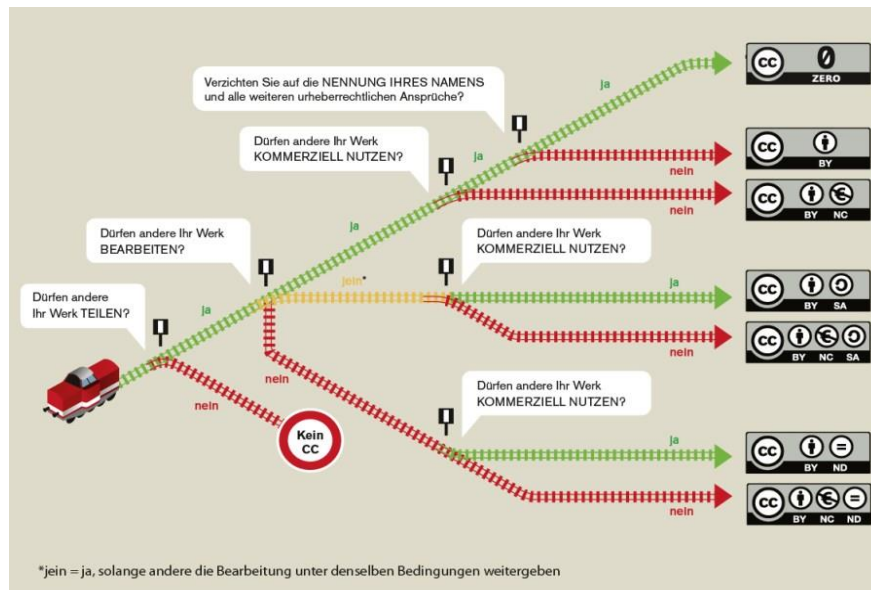 Verzichten Sie auf die NENNUNG IHRES NAMENS
und alle weiteren urheberrechtlichen Ansprüche?
ja
cc 0
ZERO
Dürfen andere Ihr Werk
KOMMERZIELL NUTZEN?
ja
nein
cc
BY
nein
cc
BY NC
Dürfen andere Ihr Werk
BEARBEITEN?
ja
jein*
Dürfen andere Ihr Werk
KOMMERZIELL NUTZEN?
ja
cc
BY SA
nein
cc
BY NC SA
Dürfen andere
Ihr Werk TEILEN?
ja
nein
nein
Kein
CC
Dürfen andere Ihr Werk
KOMMERZIELL NUTZEN?
ja
cc
BY ND
nein
cc
BY NC ND
*jein = ja, solange andere die Bearbeitung unter denselben Bedingungen weitergeben